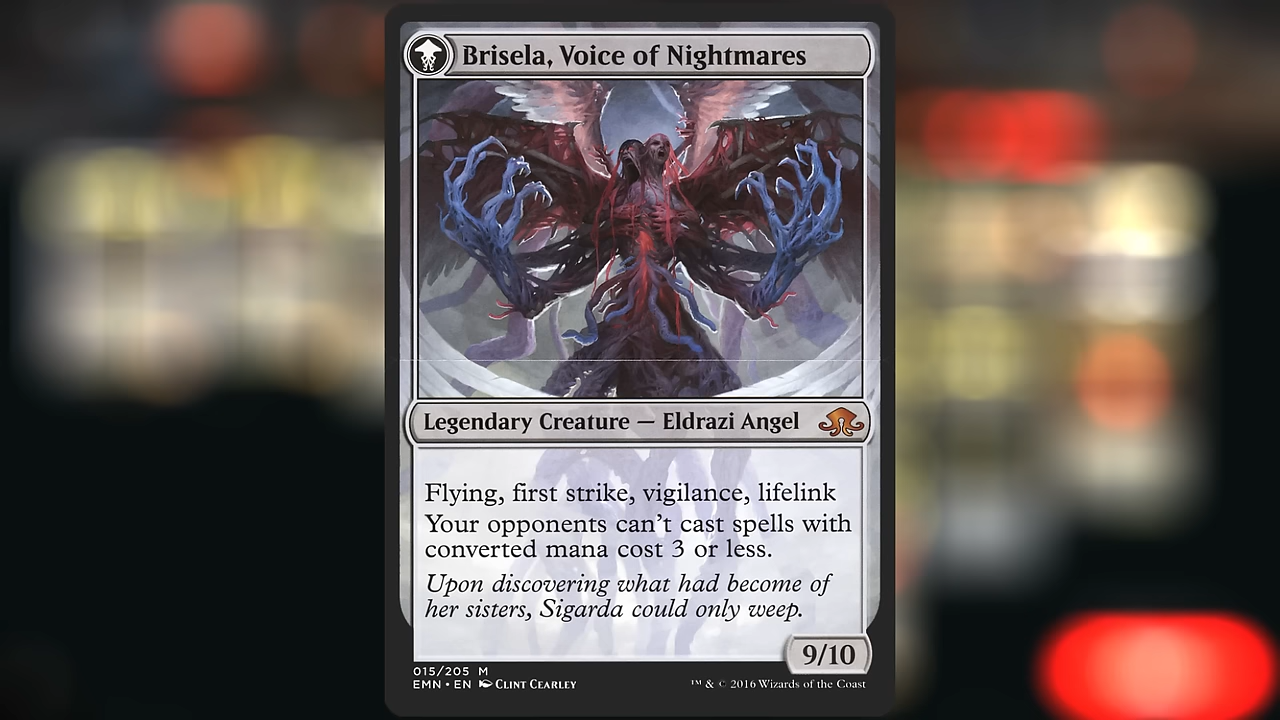 Brisela, Voice of Nightmares
Legendary Creature — Eldrazi Angel
Flying, first strike, vigilance, lifelink
Your opponents can't cast spells with
converted mana cost 3 or less.
Upon discovering what had become of
her sisters, Sigarda could only weep.
9/10
015/205 M
EMN • EN Clint Cearley
™ & © 2016 Wizards of the Coast